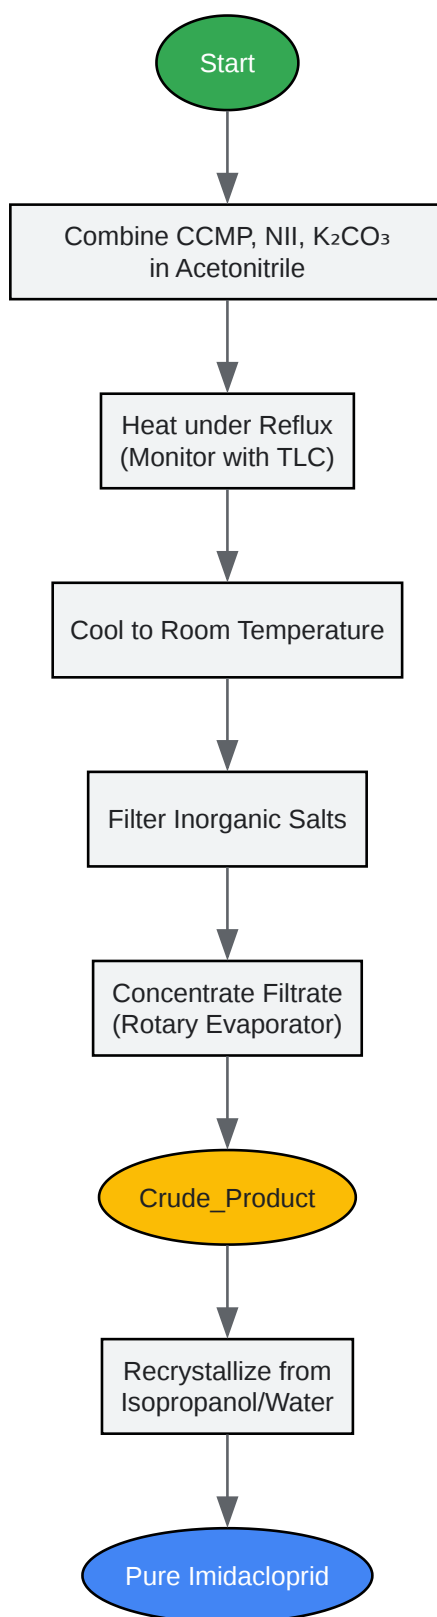 Start
Combine CCMP, NII, K₂CO₃
in Acetonitrile
Heat under Reflux
(Monitor with TLC)
Cool to Room Temperature
Filter Inorganic Salts
Concentrate Filtrate
(Rotary Evaporator)
Crude_Product
Recrystallize from
Isopropanol/Water
Pure Imidacloprid